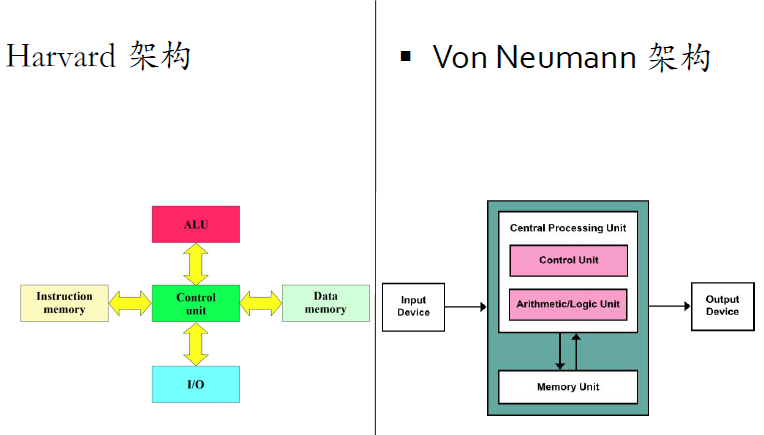 Harvard 架构
ALU
Instruction
memory
Control
unit
Data
memory
I/O
▪ Von Neumann 架构
Central Processing Unit
Control Unit
Arithmetic/Logic Unit
Input
Device
Output
Device
Memory Unit